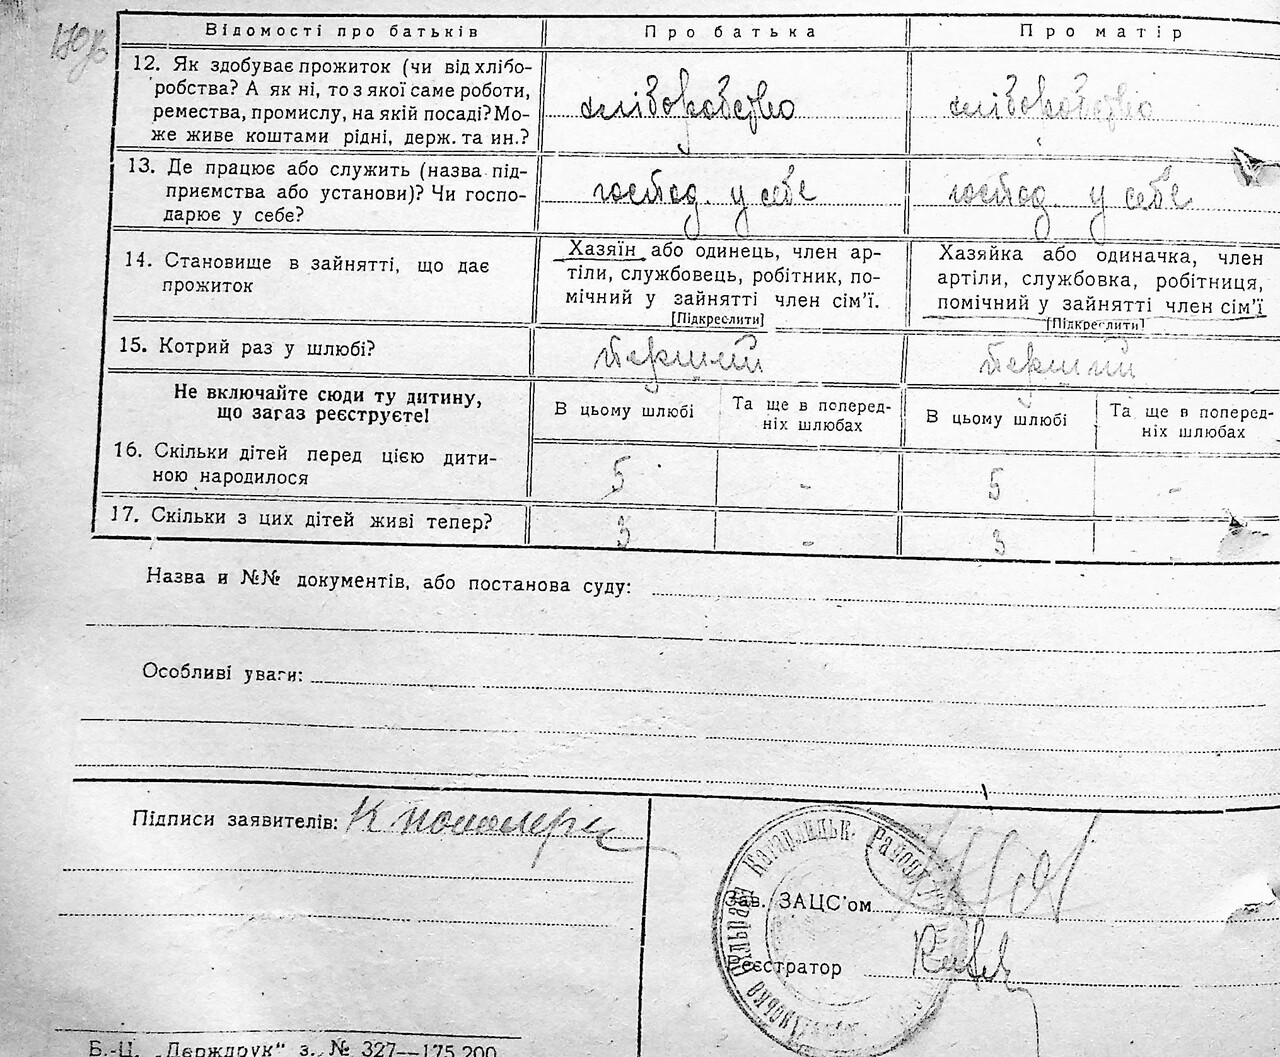 Відомості про батьків Про батька Про матір
12. Як здобуває прожиток (чи від хлібо-
робства? А як ні, то з якої саме роботи,
ремества, промислу, на якій посаді? Мо-
же живе коштами рідні, держ. та ин.?
хліборобство хліборобство
13. Де працює або служить (назва під-
приємства або установи)? Чи госпо-
дарює у себе?
господ. у себе господ. у себе
14. Становище в зайнятті, що дає
прожиток
Хазяїн або одинець, член ар-
тіли, службовець, робітник, по-
мічний у зайнятті член сім'ї.
[Підкреслити]
Хазяйка або одиначка, член
артіли, службовка, робітниця,
помічний у зайнятті член сім'ї
[Підкреслити]
15. Котрий раз у шлюбі? перший перший
Не включайте сюди ту дитину,
що загаз реєструєте!
В цьому шлюбі
Та ще в поперед-
ніх шлюбах
В цьому шлюбі
Та ще в поперед-
ніх шлюбах
16. Скільки дітей перед цією дити-
ною народилося
5 - 5 -
17. Скільки з цих дітей живі тепер? 3 - 3 -
Назва и №№ документів, або постанова суду:
Особливі уваги:
Підписи заявителів:
Кагарлицьк. Район
сільрада
Зав. ЗАЦС'ом
Реєстратор
Б.-Ц. „Держдрук" з. № 327—175.200